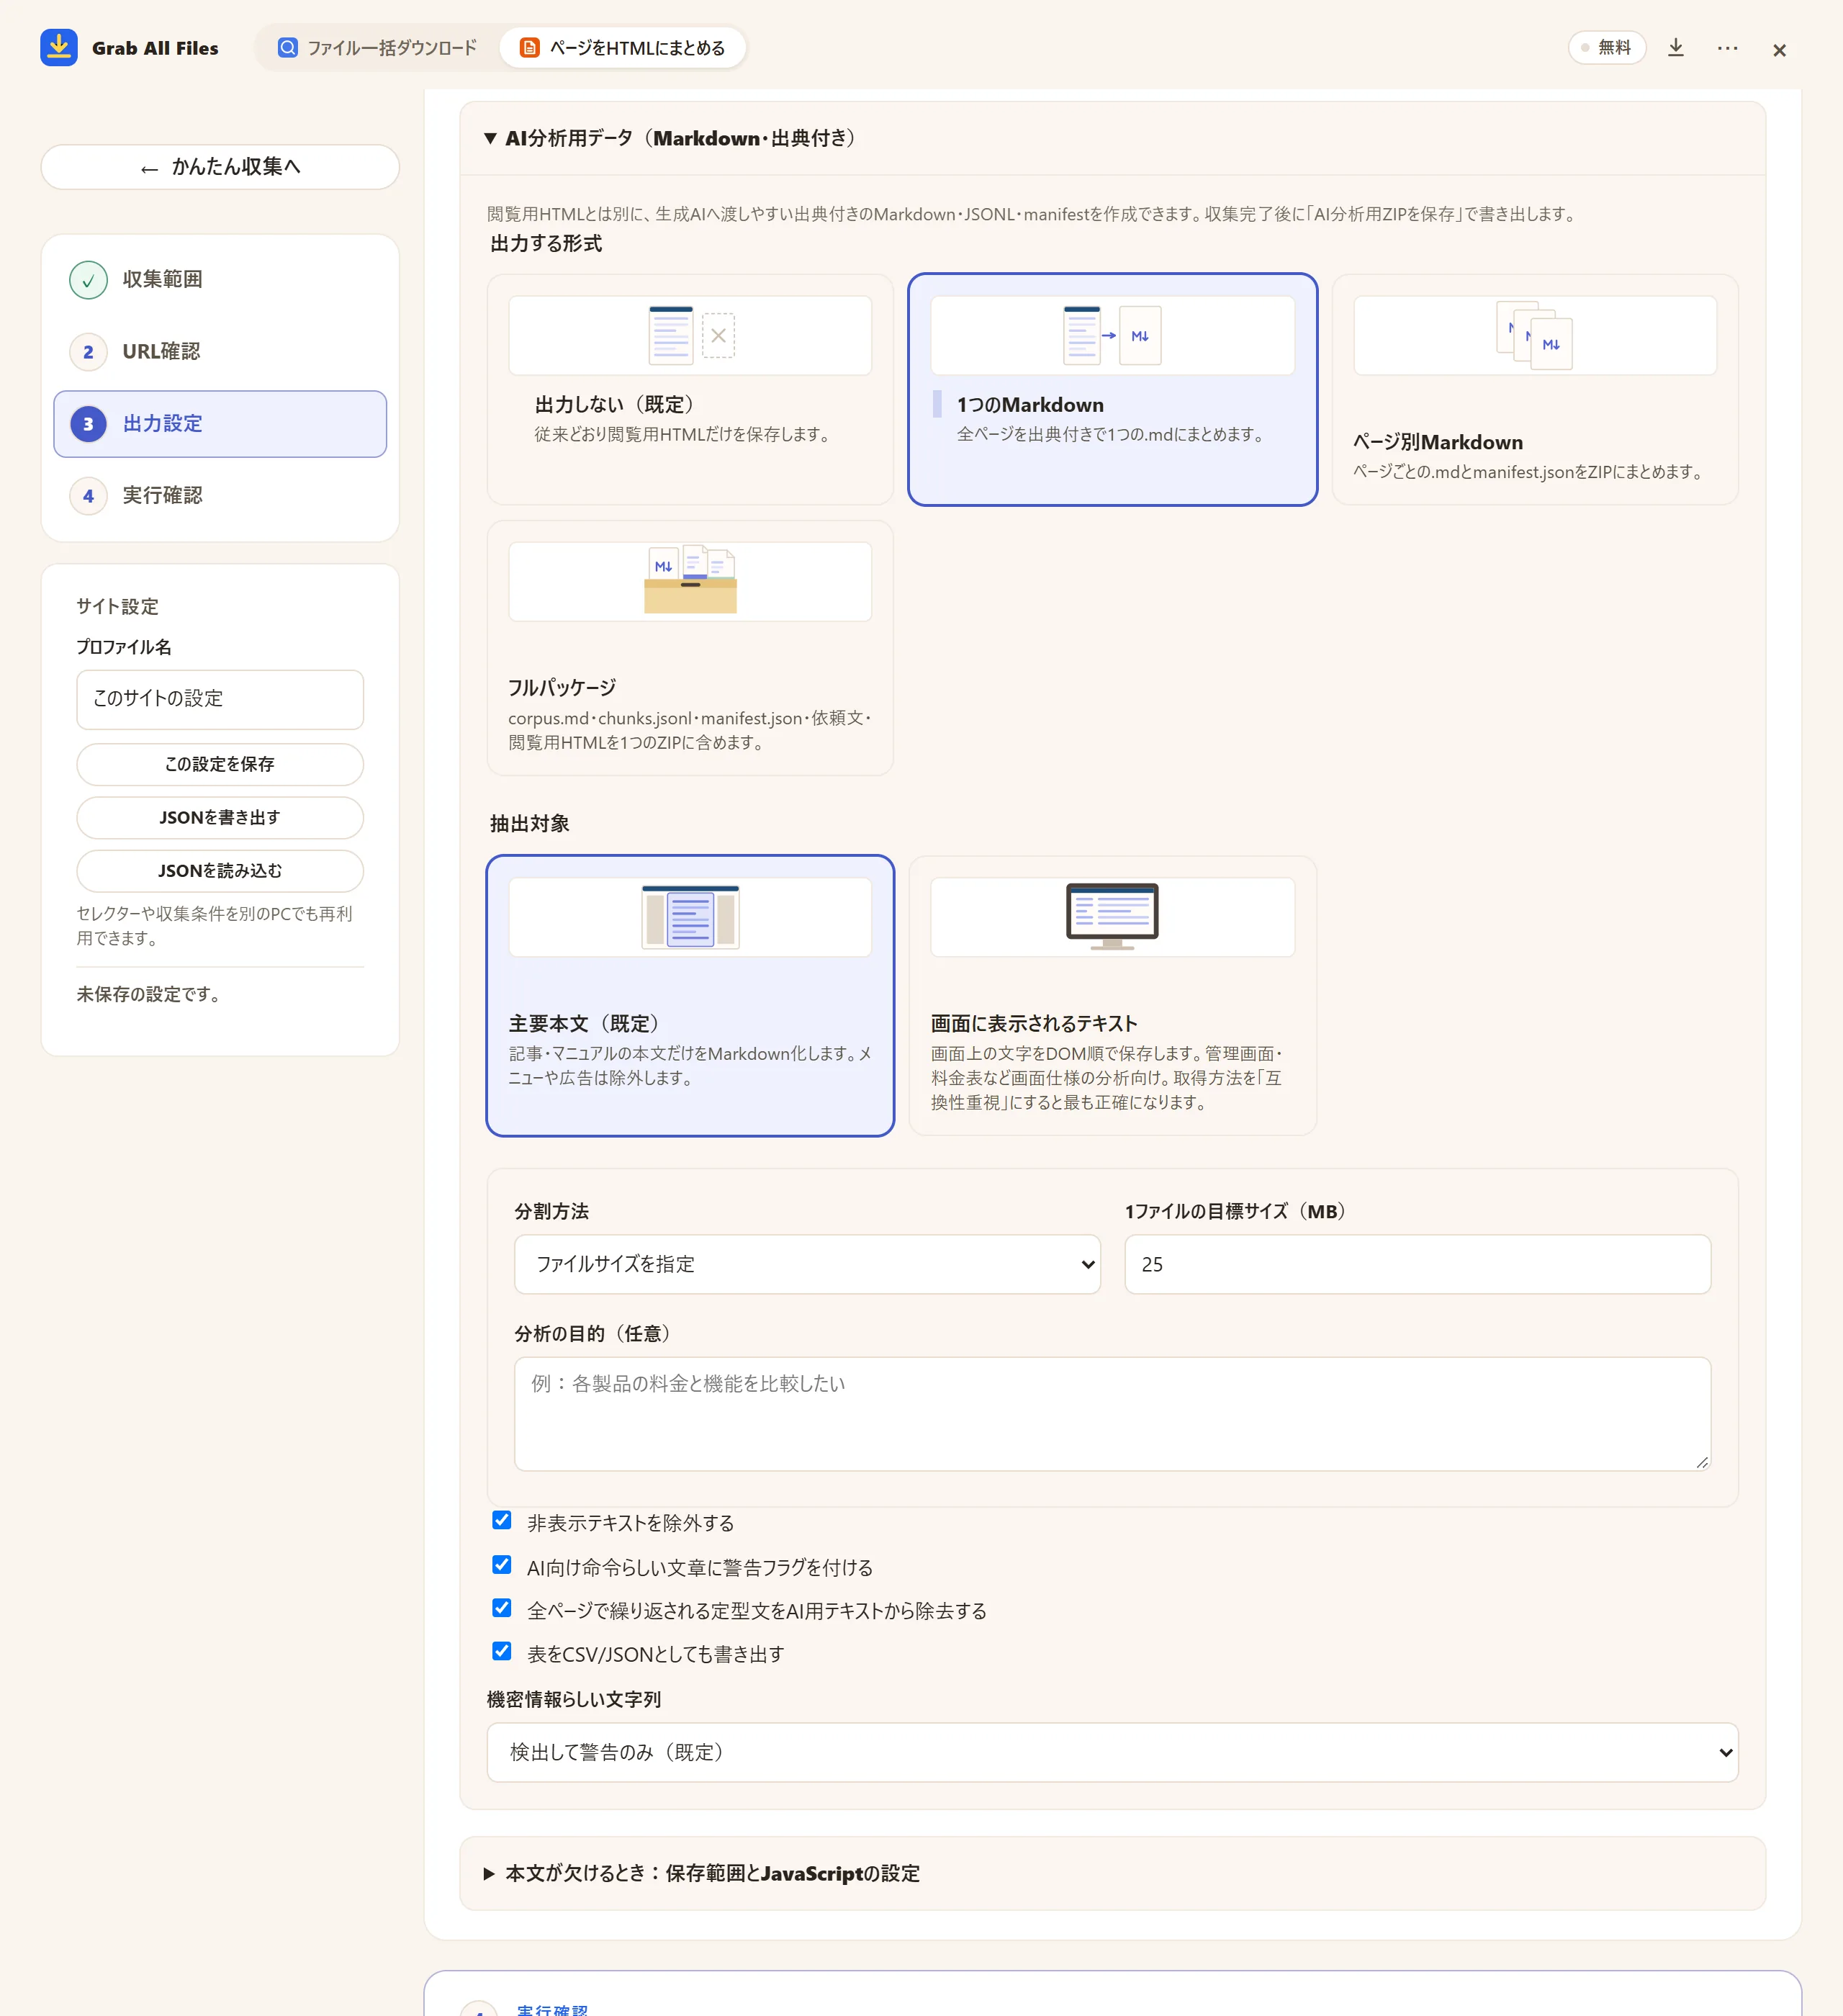 Grab All Files
ファイル一括ダウンロード
ページをHTMLにまとめる
無料
← かんたん収集へ
✓ 収集範囲
2 URL確認
3 出力設定
4 実行確認
サイト設定
プロファイル名
このサイトの設定
この設定を保存
JSONを書き出す
JSONを読み込む
セレクターや収集条件を別のPCでも再利
用できます。
未保存の設定です。
▼ AI分析用データ（Markdown・出典付き）
閲覧用HTMLとは別に、生成AIへ渡しやすい出典付きのMarkdown・JSONL・manifestを作成できます。収集完了後に「AI分析用ZIPを保存」で書き出します。
出力する形式
出力しない（既定）
従来どおり閲覧用HTMLだけを保存します。
M↓
1つのMarkdown
全ページを出典付きで1つの.mdにまとめます。
M↓
ページ別Markdown
ページごとの.mdとmanifest.jsonをZIPにまとめます。
M↓
フルパッケージ
corpus.md・chunks.jsonl・manifest.json・依頼文・
閲覧用HTMLを1つのZIPに含めます。
抽出対象
主要本文（既定）
記事・マニュアルの本文だけをMarkdown化します。メ
ニューや広告は除外します。
画面に表示されるテキスト
画面上の文字をDOM順で保存します。管理画面・
料金表など画面仕様の分析向け。取得方法を「互
換性重視」にすると最も正確になります。
分割方法
ファイルサイズを指定
1ファイルの目標サイズ（MB）
25
分析の目的（任意）
例：各製品の料金と機能を比較したい
非表示テキストを除外する
AI向け命令らしい文章に警告フラグを付ける
全ページで繰り返される定型文をAI用テキストから除去する
表をCSV/JSONとしても書き出す
機密情報らしい文字列
検出して警告のみ（既定）
▶ 本文が欠けるとき：保存範囲とJavaScriptの設定
実行確認